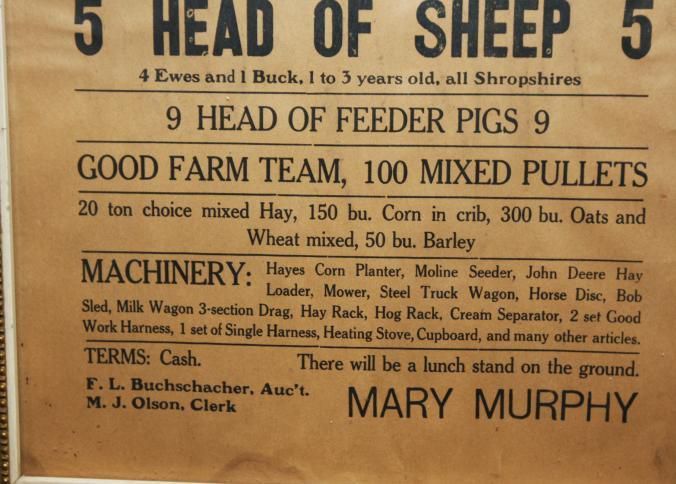 5 HEAD OF SHEEP 5
4 Ewes and 1 Buck, 1 to 3 years old, all Shropshires
9 HEAD OF FEEDER PIGS 9
GOOD FARM TEAM, 100 MIXED PULLETS
20 ton choice mixed Hay, 150 bu. Corn in crib, 300 bu. Oats and
Wheat mixed, 50 bu. Barley
MACHINERY: Hayes Corn Planter, Moline Seeder, John Deere Hay
Loader, Mower, Steel Truck Wagon, Horse Disc, Bob
Sled, Milk Wagon 3-section Drag, Hay Rack, Hog Rack, Cream Separator, 2 set Good
Work Harness, 1 set of Single Harness, Heating Stove, Cupboard, and many other articles.
TERMS: Cash. There will be a lunch stand on the ground.
F. L. Buchschacher, Auc't.
M. J. Olson, Clerk
MARY MURPHY